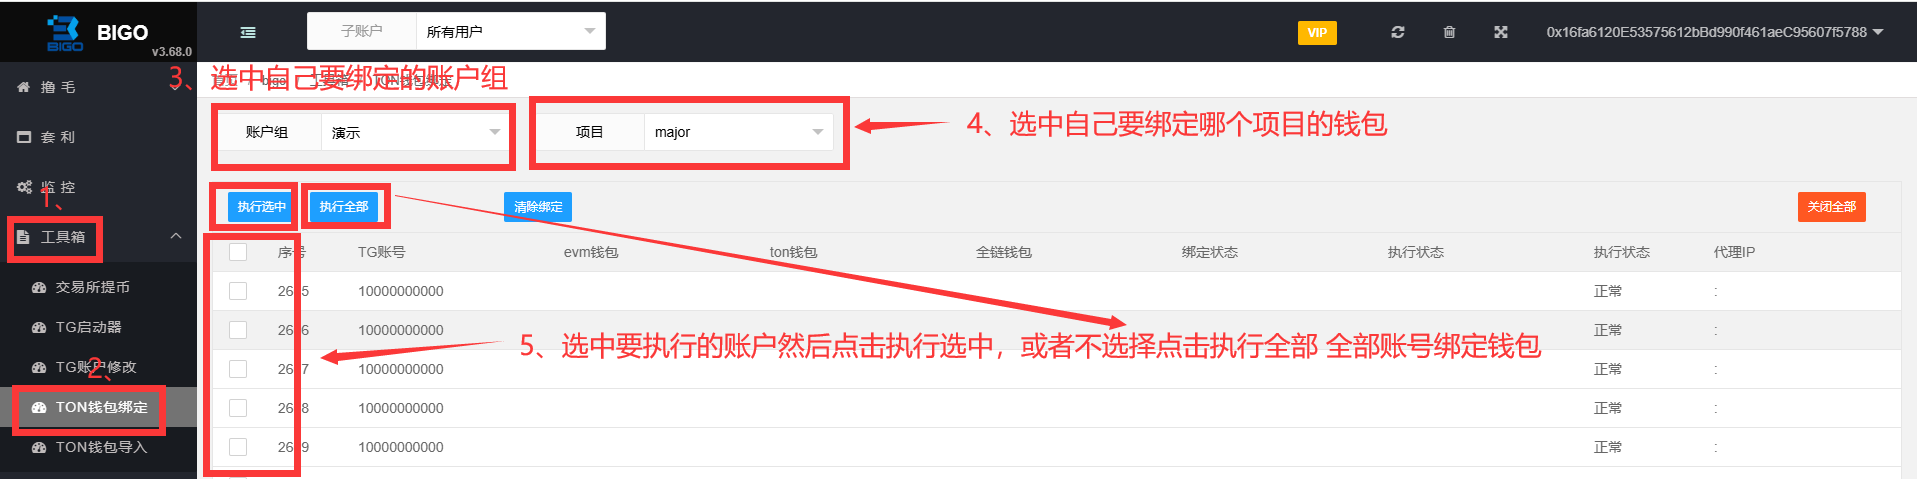 BIGO
BIGO
v3.68.0
子账户
所有用户
VIP
0x16fa6120E53575612bBd990f461aeC95607f5788
撸 毛
套 利
监 控
1、
工具箱
交易所提币
TG启动器
TG账户修改
2、
TON钱包绑定
TON钱包导入
3、选中自己要绑定的账户组
账户组
演示
项目
major
4、选中自己要绑定哪个项目的钱包
执行选中
执行全部
清除绑定
关闭全部
序号 TG账号 evm钱包 ton钱包 全链钱包 绑定状态 执行状态 执行状态 代理IP
10000000000 正常 :
10000000000 正常
5、选中要执行的账户然后点击执行选中，或者不选择点击执行全部 全部账号绑定钱包
10000000000 正常 :
10000000000 正常 :
10000000000 正常 :